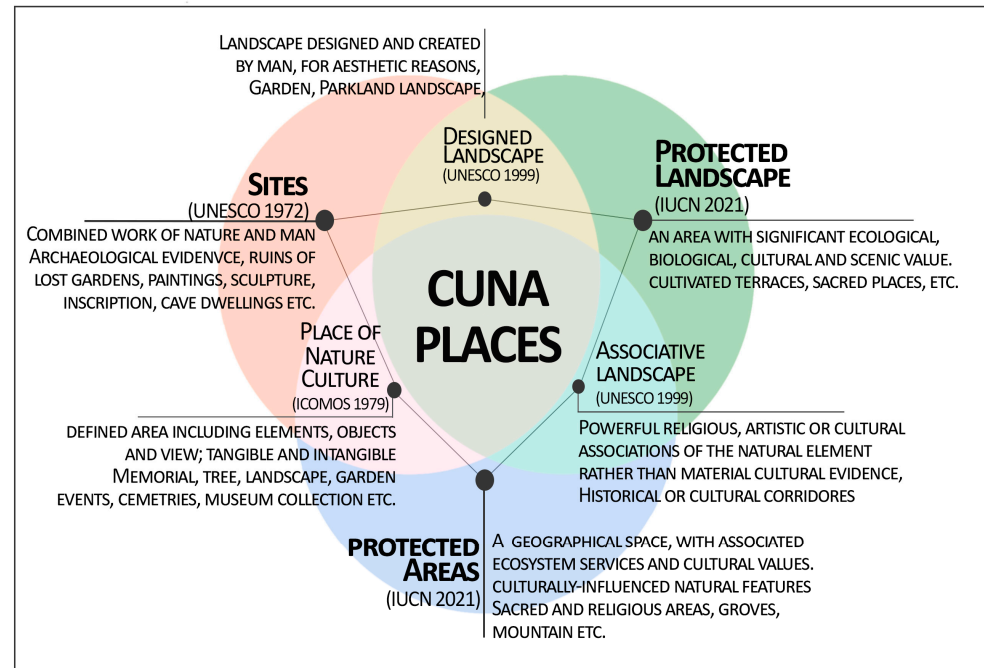 LANDSCAPE DESIGNED AND CREATED
BY MAN, FOR AESTHETIC REASONS,
GARDEN, PARKLAND LANDSCAPE,
DESIGNED
LANDSCAPE
(UNESCO 1999)
SITES
(UNESCO 1972)
COMBINED WORK OF NATURE AND MAN
ARCHAEOLOGICAL EVIDENVCE, RUINS OF
LOST GARDENS, PAINTINGS, SCULPTURE,
INSCRIPTION, CAVE DWELLINGS ETC.
PROTECTED
LANDSCAPE
(IUCN 2021)
AN AREA WITH SIGNIFICANT ECOLOGICAL,
BIOLOGICAL, CULTURAL AND SCENIC VALUE.
CULTIVATED TERRACES, SACRED PLACES, ETC.
CUNA
PLACES
PLACE OF
NATURE
CULTURE
(ICOMOS 1979)
DEFINED AREA INCLUDING ELEMENTS, OBJECTS
AND VIEW; TANGIBLE AND INTANGIBLE
MEMORIAL, TREE, LANDSCAPE, GARDEN
EVENTS, CEMETRIES, MUSEUM COLLECTION ETC.
ASSOCIATIVE
LANDSCAPE
(UNESCO 1999)
POWERFUL RELIGIOUS, ARTISTIC OR CULTURAL
ASSOCIATIONS OF THE NATURAL ELEMENT
RATHER THAN MATERIAL CULTURAL EVIDENCE,
HISTORICAL OR CULTURAL CORRIDORES
PROTECTED
AREAS
(IUCN 2021)
A GEOGRAPHICAL SPACE, WITH ASSOCIATED
ECOSYSTEM SERVICES AND CULTURAL VALUES.
CULTURALLY-INFLUENCED NATURAL FEATURES
SACRED AND RELIGIOUS AREAS, GROVES,
MOUNTAIN ETC.